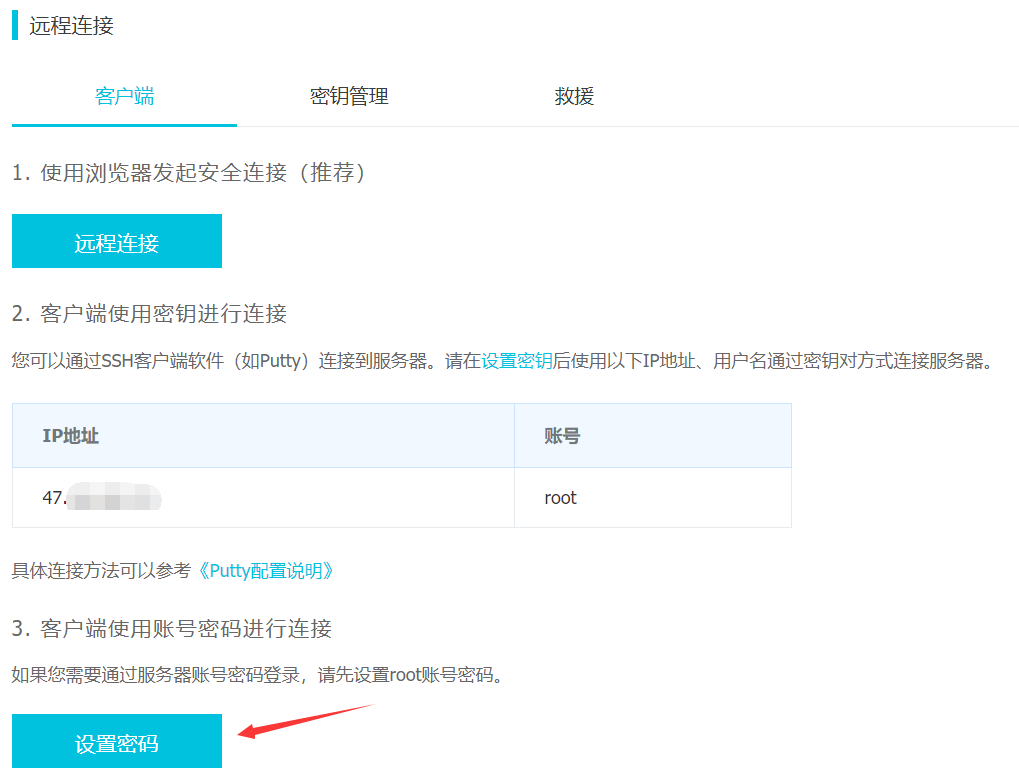 远程连接
客户端 密钥管理 救援
1. 使用浏览器发起安全连接（推荐）
远程连接
2. 客户端使用密钥进行连接
您可以通过SSH客户端软件（如Putty）连接到服务器。请在设置密钥后使用以下IP地址、用户名通过密钥对方式连接服务器。
IP地址 账号
47. root
具体连接方法可以参考《Putty配置说明》
3. 客户端使用账号密码进行连接
如果您需要通过服务器账号密码登录，请先设置root账号密码。
设置密码